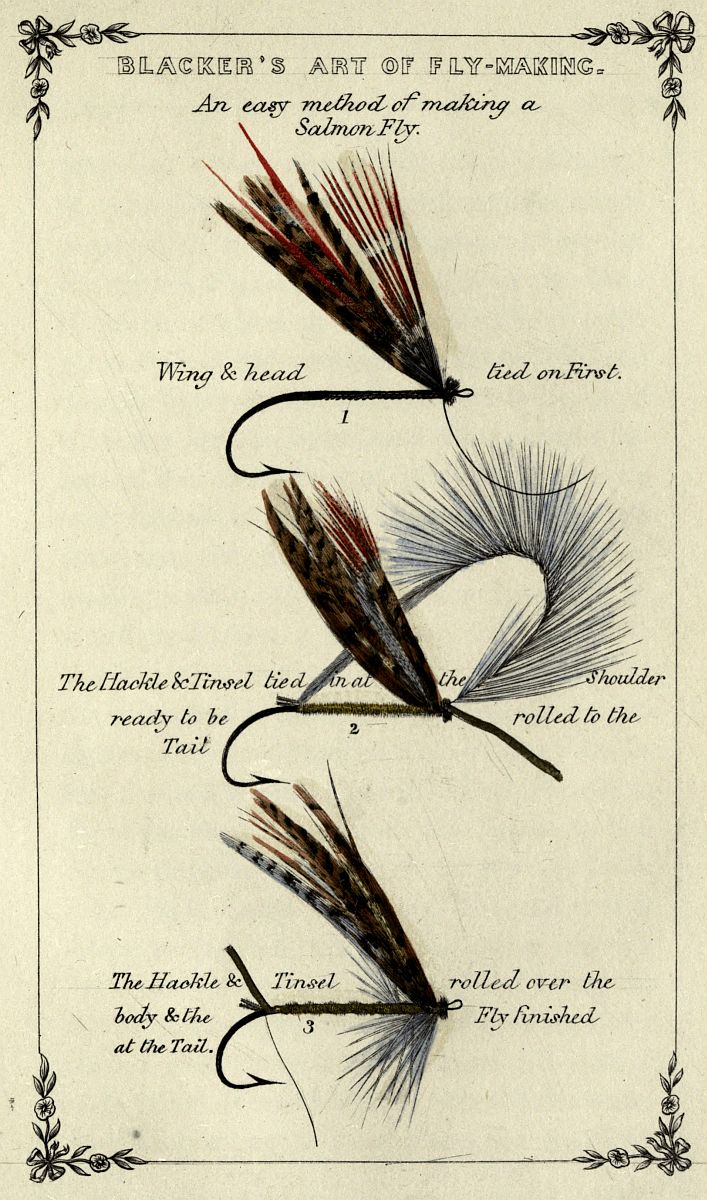 BLACKER'S ART OF FLY-MAKING.
An easy method of making a
Salmon Fly.
Wing & head tied on First.
1
The Hackle & Tinsel tied in at the Shoulder
ready to be rolled to the
Tail
2
The Hackle & Tinsel rolled over the
body & the Fly finished
at the Tail.
3